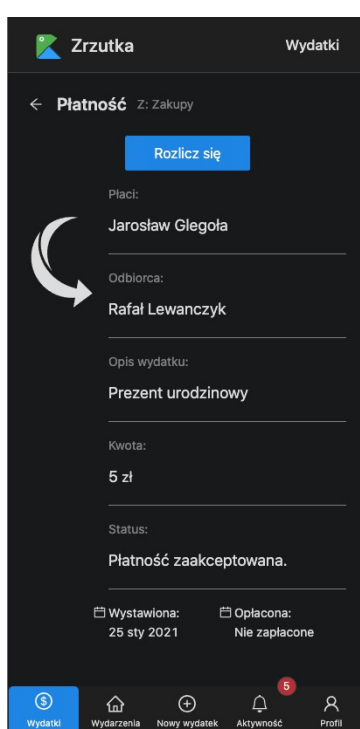 Zrzutka Wydatki
Płatność Z: Zakupy
Rozlicz się
Płaci:
Jarosław Glegoła
Odbiorca:
Rafał Lewanczyk
Opis wydatku:
Prezent urodzinowy
Kwota:
5 zł
Status:
Płatność zaakceptowana.
Wystawiona: Opłacona:
25 sty 2021 Nie zapłacone
5
Wydatki Wydarzenia Nowy wydatek Aktywność Profil